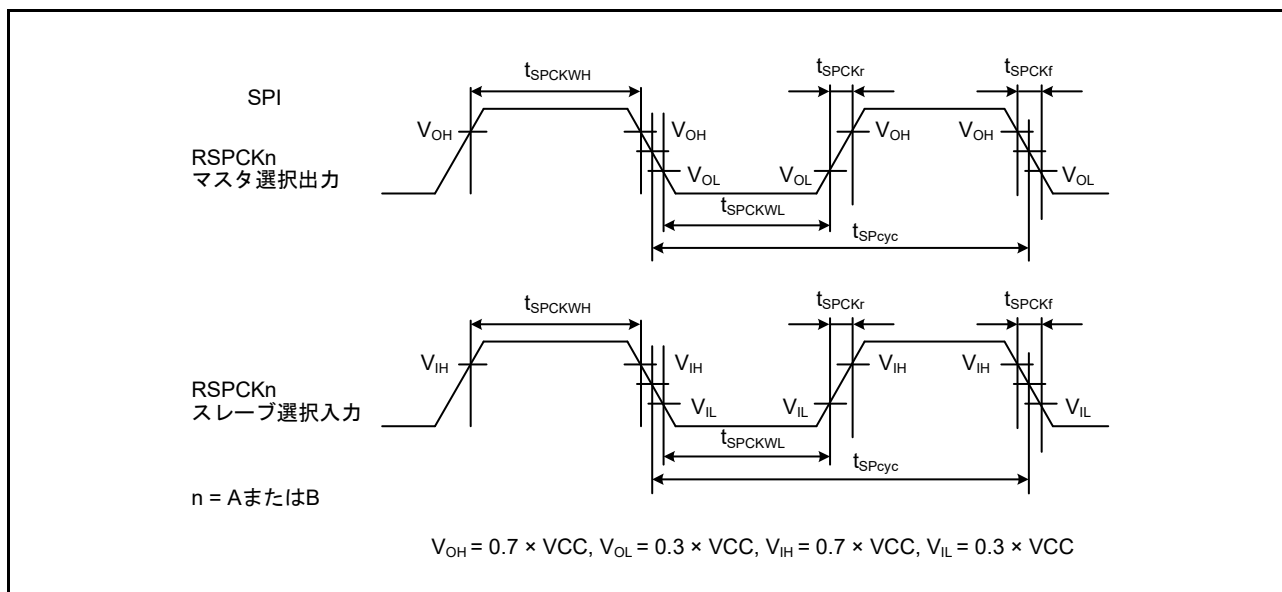 SPI
tSPCKWH
tSPCKr
tSPCKf
VOH
VOH
VOH
VOH
RSPCKn
マスタ選択出力
VOL
VOL
VOL
tSPCKWL
tSPcyc
tSPCKWH
tSPCKr
tSPCKf
VIH
VIH
VIH
VIH
RSPCKn
スレーブ選択入力
VIL
VIL
VIL
tSPCKWL
tSPcyc
n = AまたはB
VOH = 0.7 × VCC, VOL = 0.3 × VCC, VIH = 0.7 × VCC, VIL = 0.3 × VCC